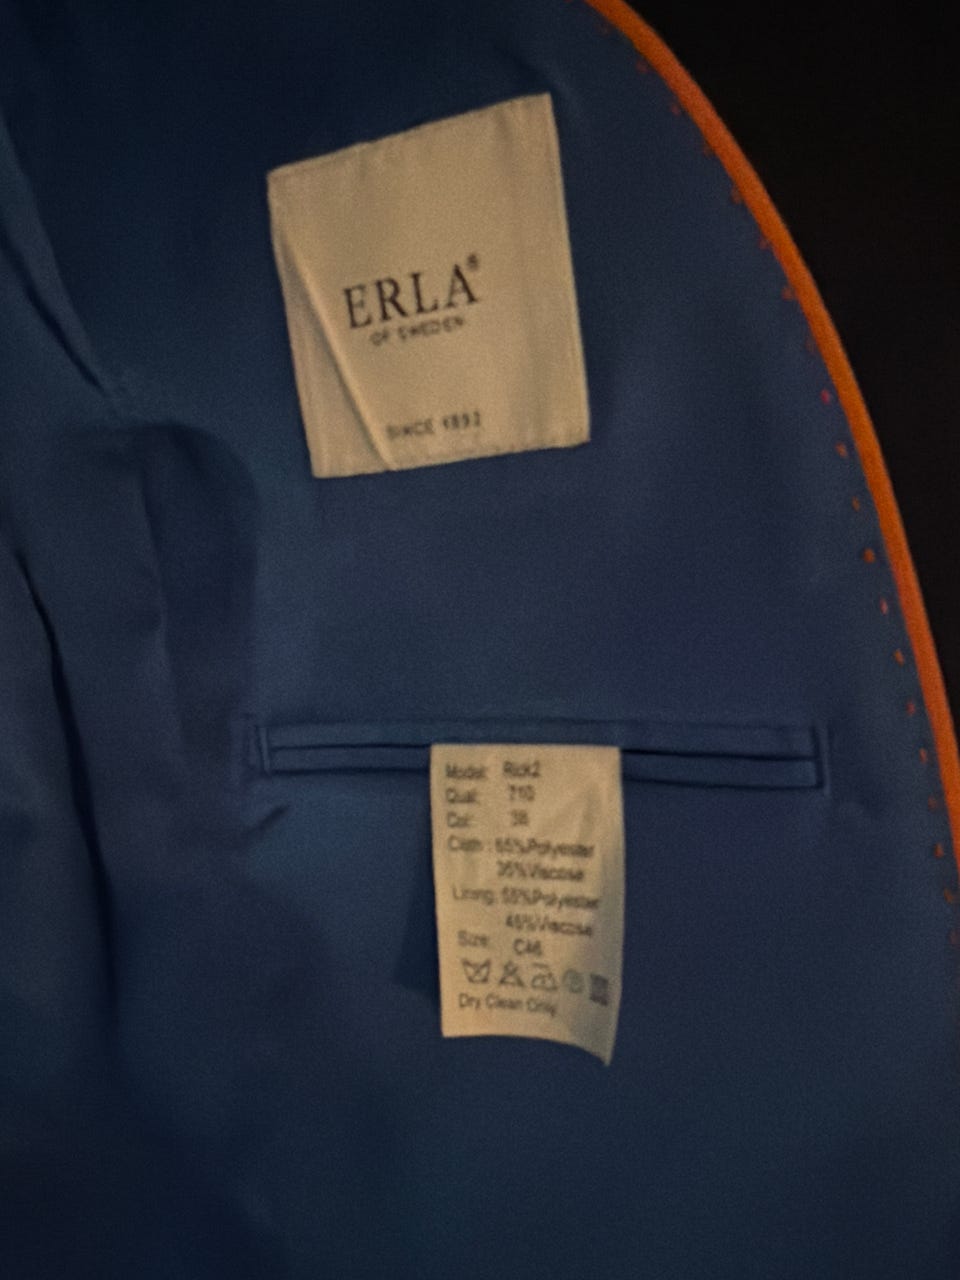 ERLA®
OF SWEDEN
SINCE 1892
Model: Rick2
Qual: 710
Col: 38
Cloth: 65%Polyester
35%Viscose
Lining: 55%Polyester
45%Viscose
Size: C46
Dry Clean Only